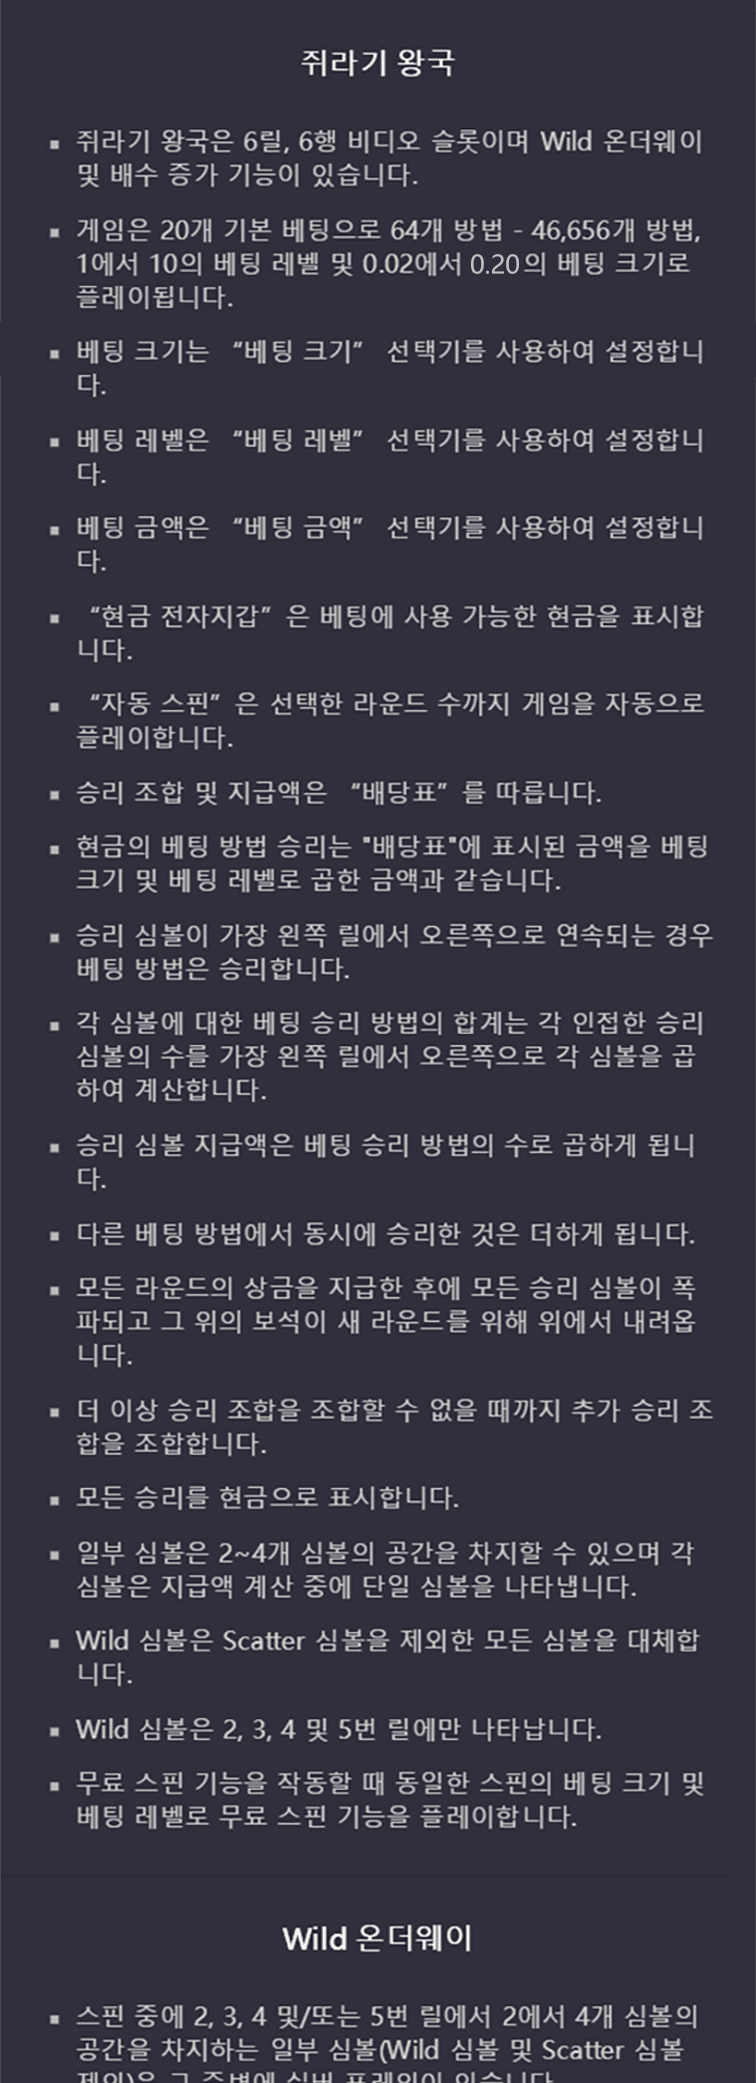 쥐라기 왕국
▪ 쥐라기 왕국은 6릴, 6행 비디오 슬롯이며 Wild 온더웨이
및 배수 증가 기능이 있습니다.
▪ 게임은 20개 기본 베팅으로 64개 방법 - 46,656개 방법,
1에서 10의 베팅 레벨 및 0.02에서 0.20의 베팅 크기로
플레이됩니다.
▪ 베팅 크기는 “베팅 크기” 선택기를 사용하여 설정합니
다.
▪ 베팅 레벨은 “베팅 레벨” 선택기를 사용하여 설정합니
다.
▪ 베팅 금액은 “베팅 금액” 선택기를 사용하여 설정합니
다.
▪ “현금 전자지갑”은 베팅에 사용 가능한 현금을 표시합
니다.
▪ “자동 스핀”은 선택한 라운드 수까지 게임을 자동으로
플레이합니다.
▪ 승리 조합 및 지급액은 “배당표”를 따릅니다.
▪ 현금의 베팅 방법 승리는 "배당표"에 표시된 금액을 베팅
크기 및 베팅 레벨로 곱한 금액과 같습니다.
▪ 승리 심볼이 가장 왼쪽 릴에서 오른쪽으로 연속되는 경우
베팅 방법은 승리합니다.
▪ 각 심볼에 대한 베팅 승리 방법의 합계는 각 인접한 승리
심볼의 수를 가장 왼쪽 릴에서 오른쪽으로 각 심볼을 곱
하여 계산합니다.
▪ 승리 심볼 지급액은 베팅 승리 방법의 수로 곱하게 됩니
다.
▪ 다른 베팅 방법에서 동시에 승리한 것은 더하게 됩니다.
▪ 모든 라운드의 상금을 지급한 후에 모든 승리 심볼이 폭
파되고 그 위의 보석이 새 라운드를 위해 위에서 내려옵
니다.
▪ 더 이상 승리 조합을 조합할 수 없을 때까지 추가 승리 조
합을 조합합니다.
▪ 모든 승리를 현금으로 표시합니다.
▪ 일부 심볼은 2~4개 심볼의 공간을 차지할 수 있으며 각
심볼은 지급액 계산 중에 단일 심볼을 나타냅니다.
▪ Wild 심볼은 Scatter 심볼을 제외한 모든 심볼을 대체합
니다.
▪ Wild 심볼은 2, 3, 4 및 5번 릴에만 나타납니다.
▪ 무료 스핀 기능을 작동할 때 동일한 스핀의 베팅 크기 및
베팅 레벨로 무료 스핀 기능을 플레이합니다.
Wild 온더웨이
▪ 스핀 중에 2, 3, 4 및/또는 5번 릴에서 2에서 4개 심볼의
공간을 차지하는 일부 심볼(Wild 심볼 및 Scatter 심볼